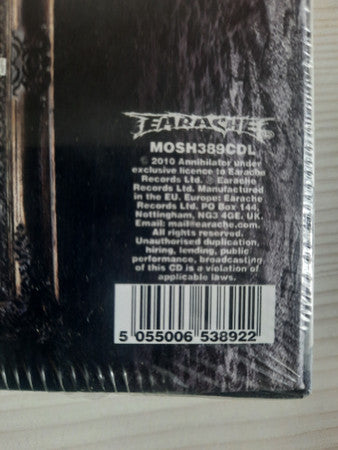 EARACHE
MOSH389CDL
© 2010 Annihilator under
exclusive licence to Earache
Records Ltd. ℗ Earache
Records Ltd. Manufactured
in the EU. Europe: Earache
Records Ltd. PO Box 144,
Nottingham, NG3 4GE, UK.
Email: mail@earache.com.
All rights reserved.
Unauthorised duplication,
hiring, lending, public
performance, broadcasting
of this CD is a violation of
applicable laws.
5 055006 538922